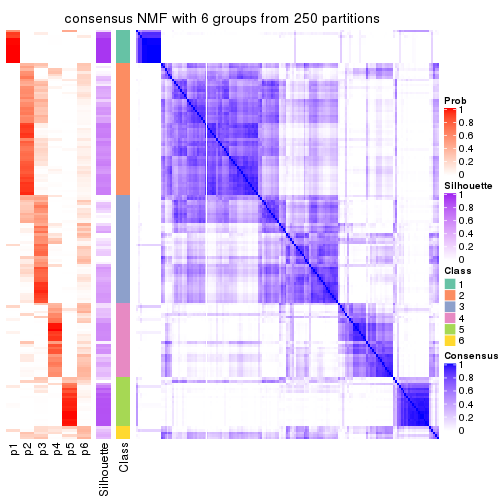 consensus NMF with 6 groups from 250 partitions
Prob
1
0.8
0.6
0.4
0.2
0
Silhouette
1
0.8
0.6
0.4
0.2
0
Class
1
2
3
4
5
6
Consensus
1
0.8
0.6
0.4
0.2
0
p1
p2
p3
p4
p5
p6
Silhouette
Class